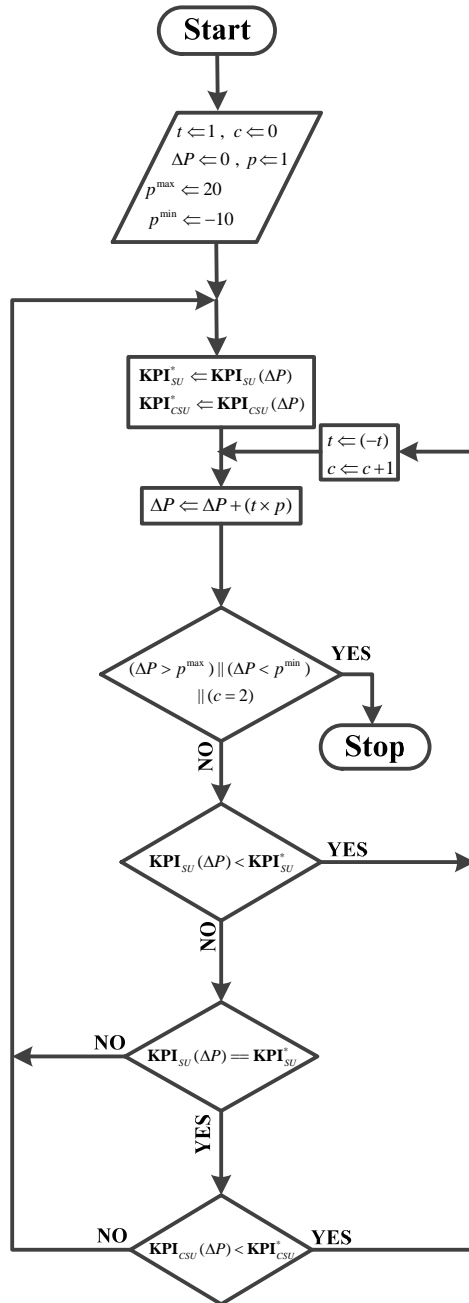 Start
t ⇐ 1 , c ⇐ 0
ΔP ⇐ 0 , p ⇐ 1
p^max ⇐ 20
p^min ⇐ −10
KPI*_SU ⇐ KPI_SU (ΔP)
KPI*_CSU ⇐ KPI_CSU (ΔP)
t ⇐ (−t)
c ⇐ c +1
ΔP ⇐ ΔP + (t × p)
(ΔP > p^max) || (ΔP < p^min)
|| (c = 2)
YES
Stop
NO
KPI_SU (ΔP) < KPI*_SU
YES
NO
KPI_SU (ΔP) == KPI*_SU
NO
YES
KPI_CSU (ΔP) < KPI*_CSU
NO
YES